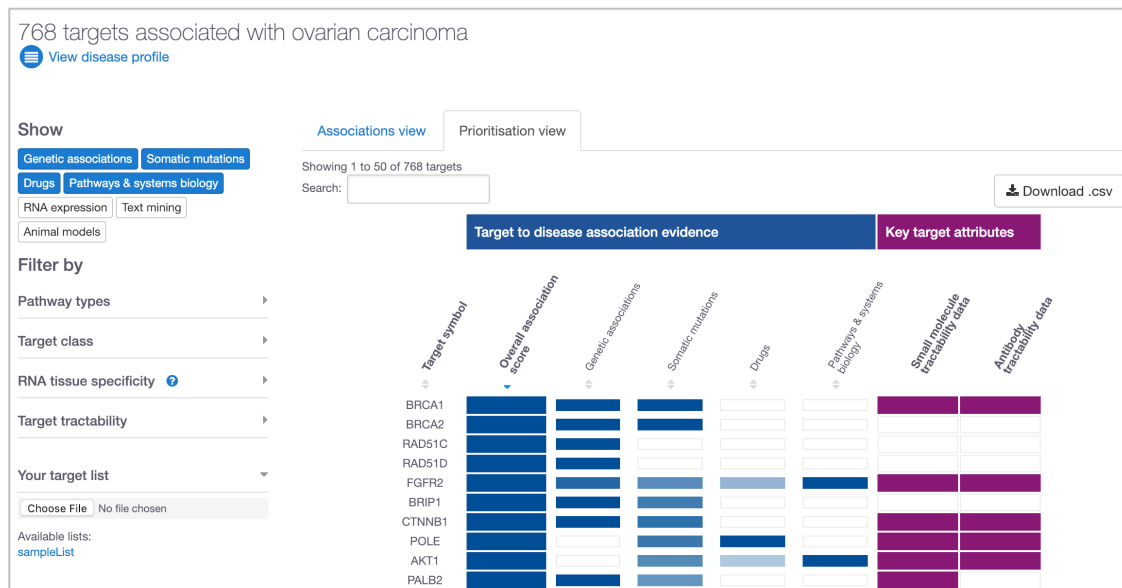 768 targets associated with ovarian carcinoma
View disease profile
Show
Genetic associations Somatic mutations
Drugs Pathways & systems biology
RNA expression Text mining
Animal models
Filter by
Pathway types
Target class
RNA tissue specificity ?
Target tractability
Your target list
Choose File No file chosen
Available lists:
sampleList
Associations view Prioritisation view
Showing 1 to 50 of 768 targets
Search:
Download .csv
Target to disease association evidence Key target attributes
Target symbol
Overall association
score
Genetic associations
Somatic mutations
Drugs
Pathways & systems
biology
Small molecule
tractability data
Antibody
tractability data
BRCA1
BRCA2
RAD51C
RAD51D
FGFR2
BRIP1
CTNNB1
POLE
AKT1
PALB2